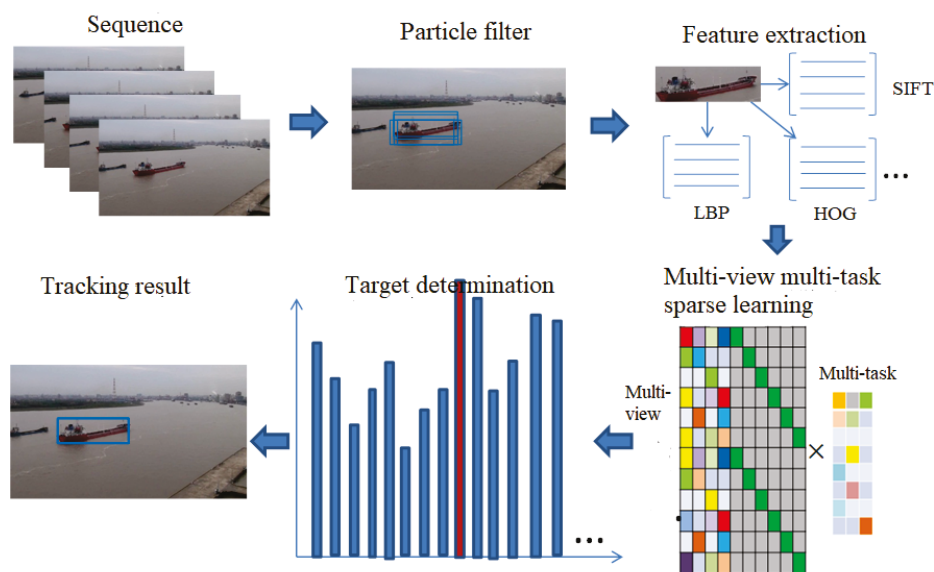 Sequence
Particle filter
Feature extraction
SIFT
...
LBP
HOG
Tracking result
Target determination
Multi-view multi-task
sparse learning
Multi-task
Multi-
view
×
...